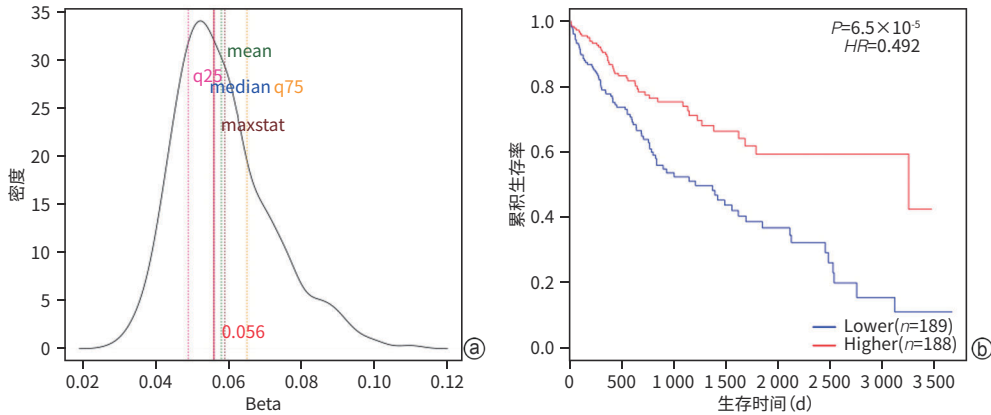 35
30
25
20
15
10
5
0
密度
mean
q25
median
q75
maxstat
0.056
0.02
0.04
0.06
0.08
0.10
0.12
Beta
ⓐ
1.0
0.8
0.6
0.4
0.2
0.0
累积生存率
P=6.5×10⁻⁵
HR=0.492
Lower(n=189)
Higher(n=188)
0
500
1 000
1 500
2 000
2 500
3 000
3 500
生存时间(d)
ⓑ